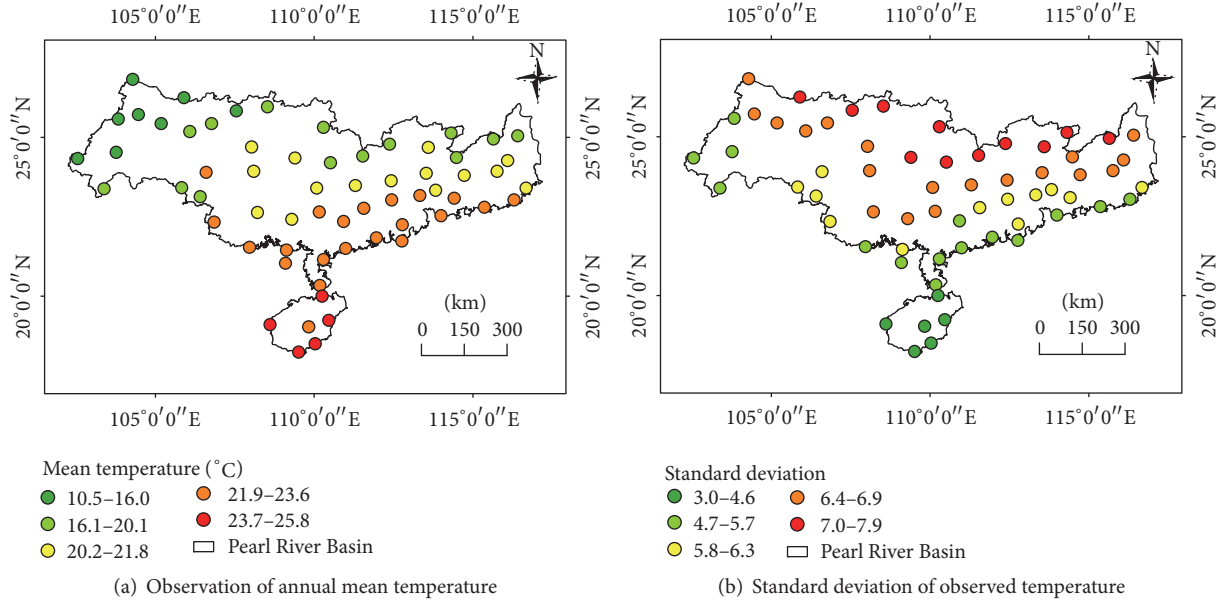 105°0′0″E 110°0′0″E 115°0′0″E
N
25°0′0″N 25°0′0″N
20°0′0″N 20°0′0″N
(km)
0 150 300
105°0′0″E 110°0′0″E 115°0′0″E
Mean temperature (°C)
10.5–16.0
16.1–20.1
20.2–21.8
21.9–23.6
23.7–25.8
Pearl River Basin
(a) Observation of annual mean temperature
105°0′0″E 110°0′0″E 115°0′0″E
N
25°0′0″N 25°0′0″N
20°0′0″N 20°0′0″N
(km)
0 150 300
105°0′0″E 110°0′0″E 115°0′0″E
Standard deviation
3.0–4.6
4.7–5.7
5.8–6.3
6.4–6.9
7.0–7.9
Pearl River Basin
(b) Standard deviation of observed temperature